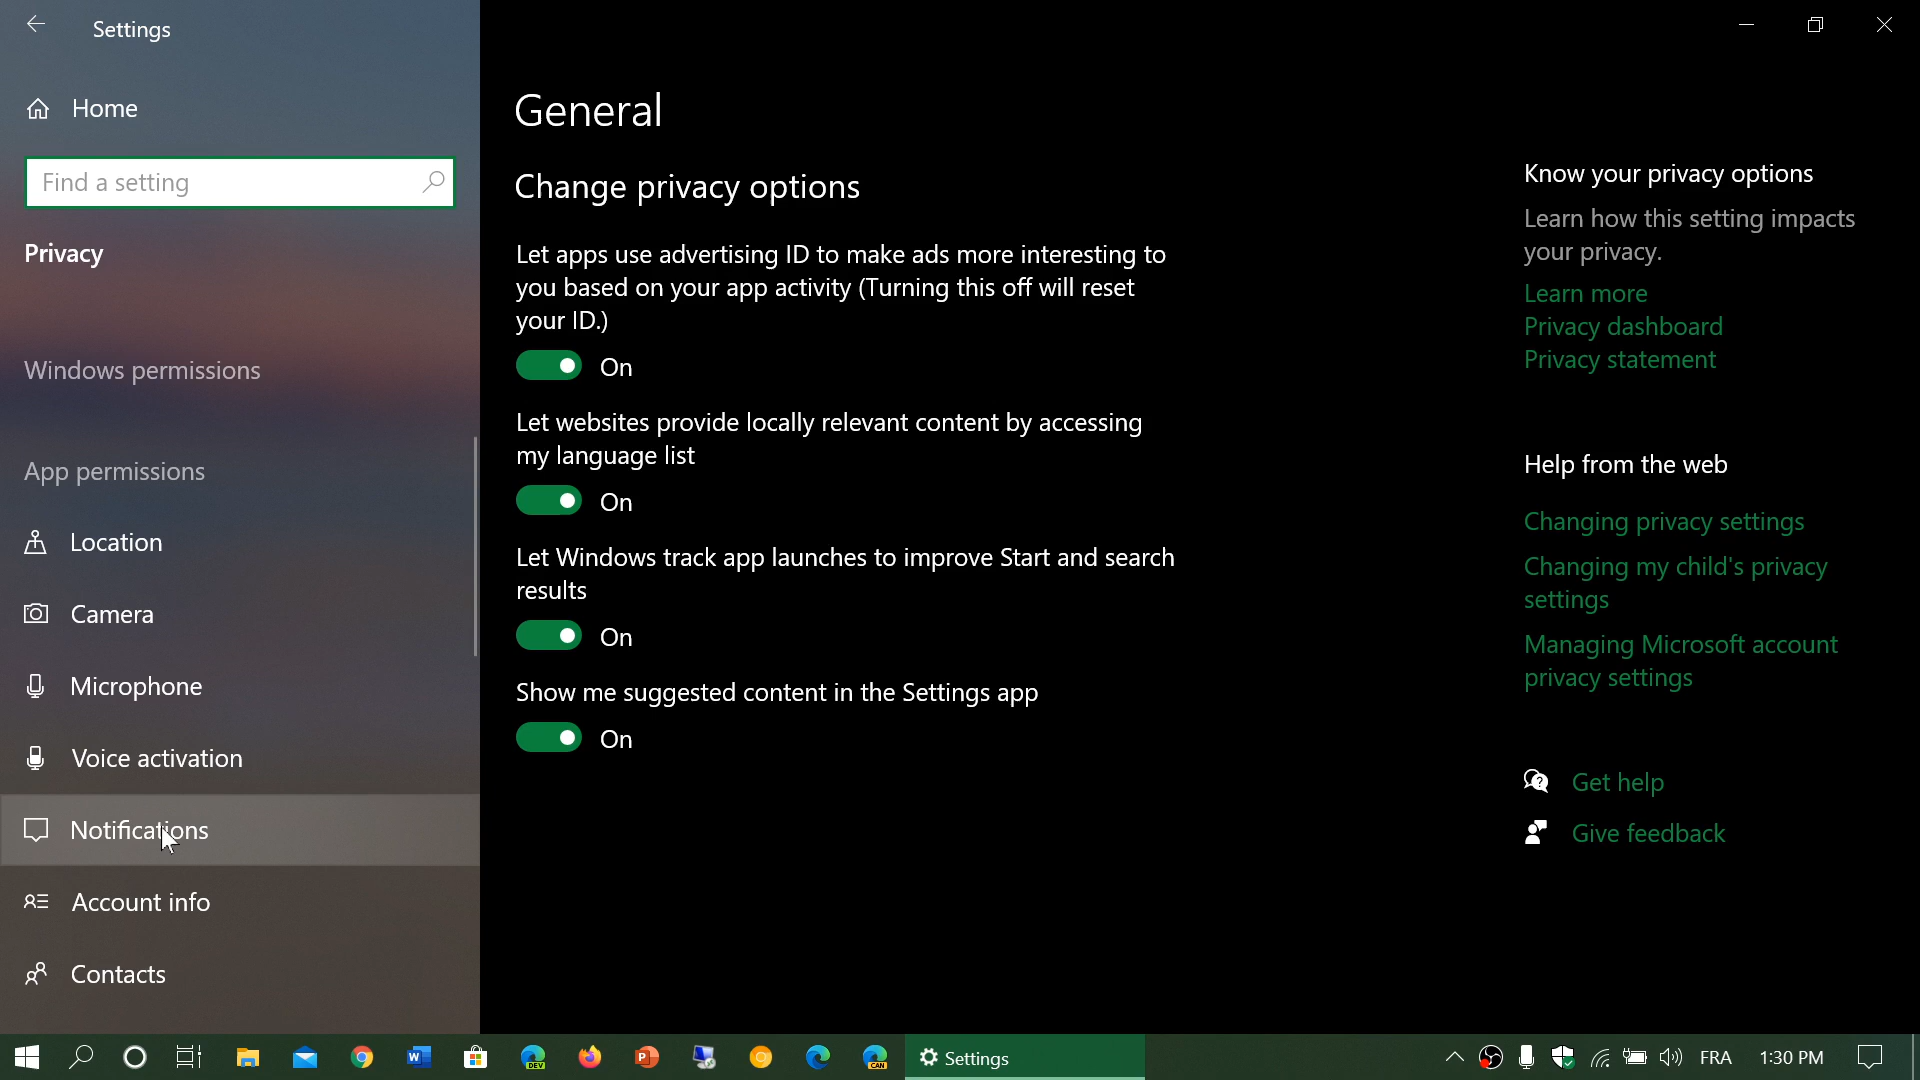 Settings
Home
Find a setting
Privacy
Windows permissions
App permissions
Location
Camera
Microphone
Voice activation
Notifications
Account info
Contacts
General
Change privacy options
Let apps use advertising ID to make ads more interesting to
you based on your app activity (Turning this off will reset
your ID.)
On
Let websites provide locally relevant content by accessing
my language list
On
Let Windows track app launches to improve Start and search
results
On
Show me suggested content in the Settings app
On
Know your privacy options
Learn how this setting impacts
your privacy.
Learn more
Privacy dashboard
Privacy statement
Help from the web
Changing privacy settings
Changing my child's privacy
settings
Managing Microsoft account
privacy settings
Get help
Give feedback
W
DEV
P
CAN
Settings
FRA
1:30 PM